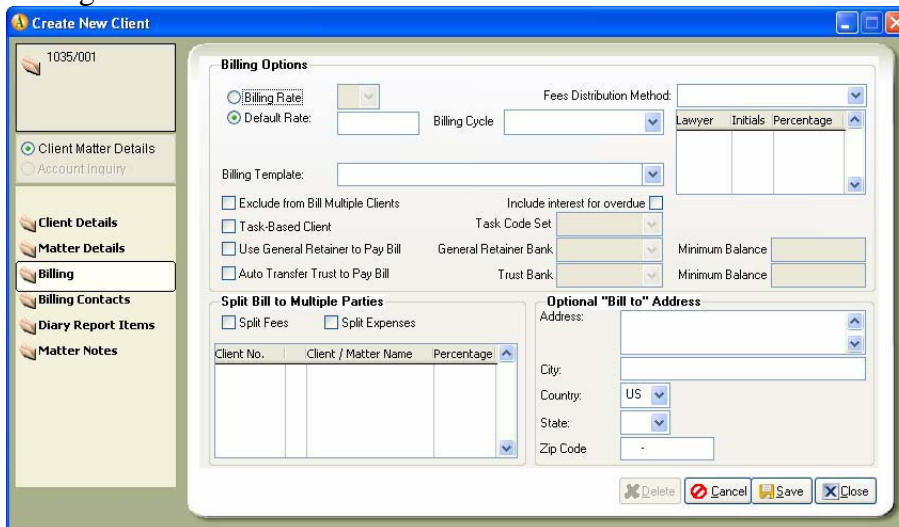 Create New Client
1035/001
Client Matter Details
Account Inquiry
Client Details
Matter Details
Billing
Billing Contacts
Diary Report Items
Matter Notes
Billing Options
Billing Rate
Fees Distribution Method:
Default Rate:
Billing Cycle
Lawyer Initials Percentage
Billing Template:
Exclude from Bill Multiple Clients
Include interest for overdue
Task-Based Client
Task Code Set
Use General Retainer to Pay Bill
General Retainer Bank
Minimum Balance
Auto Transfer Trust to Pay Bill
Trust Bank
Minimum Balance
Split Bill to Multiple Parties
Split Fees
Split Expenses
Client No. Client / Matter Name Percentage
Optional "Bill to" Address
Address:
City:
Country: US
State:
Zip Code -
Delete Cancel Save Close